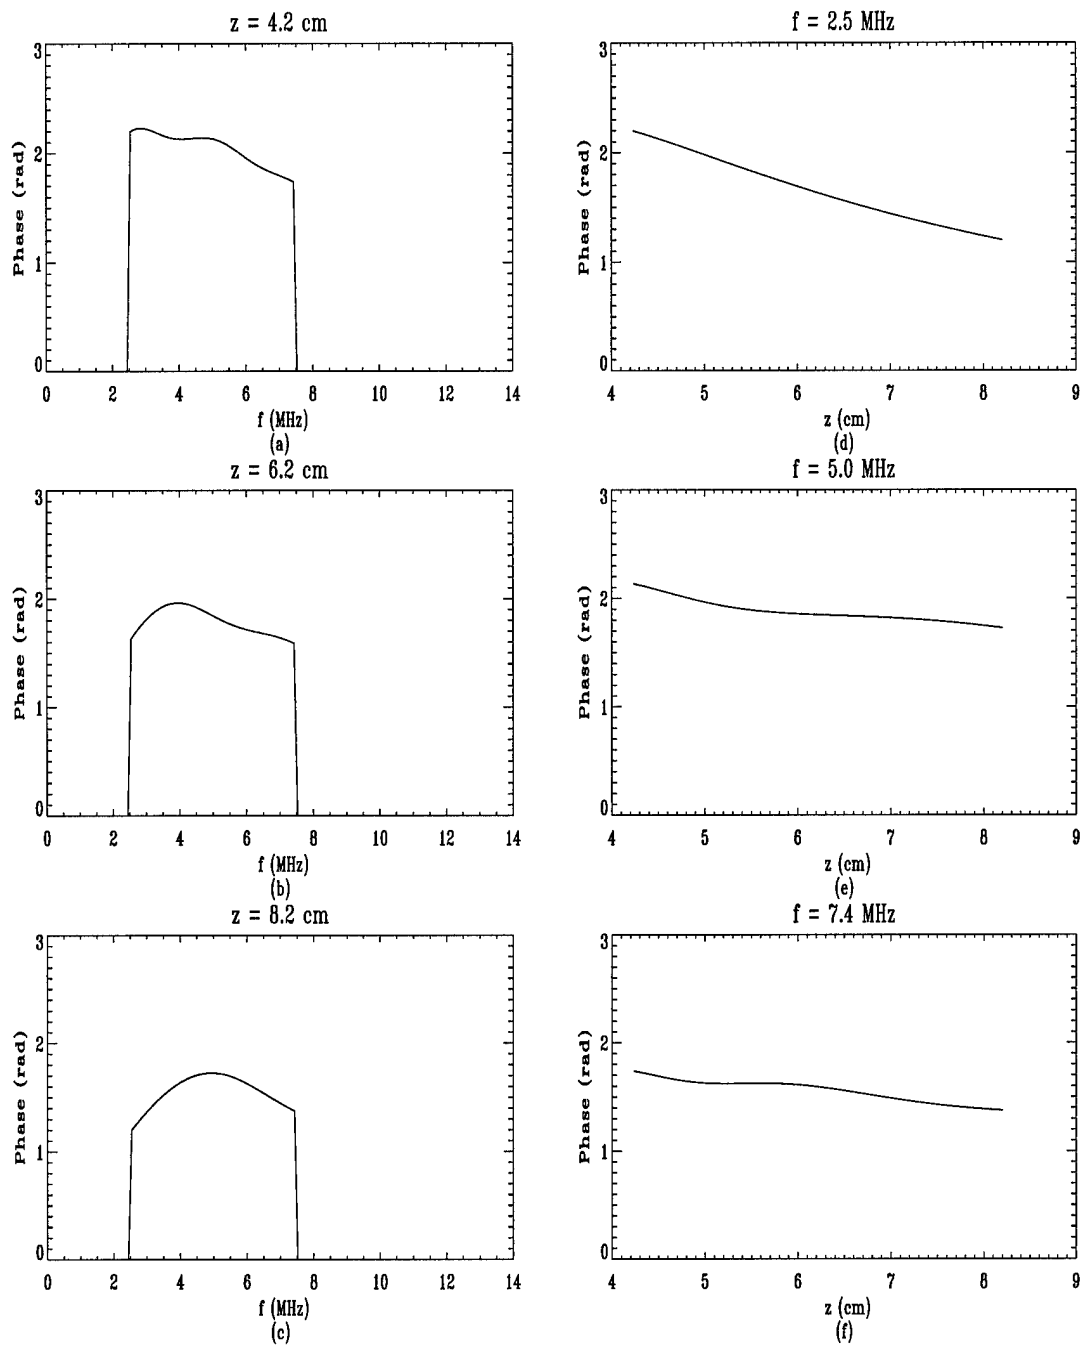 z = 4.2 cm
3
2
1
0
Phase (rad)
0 2 4 6 8 10 12 14
f (MHz)
(a)
z = 6.2 cm
3
2
1
0
Phase (rad)
0 2 4 6 8 10 12 14
f (MHz)
(b)
z = 8.2 cm
3
2
1
0
Phase (rad)
0 2 4 6 8 10 12 14
f (MHz)
(c)
f = 2.5 MHz
3
2
1
0
Phase (rad)
4 5 6 7 8 9
z (cm)
(d)
f = 5.0 MHz
3
2
1
0
Phase (rad)
4 5 6 7 8 9
z (cm)
(e)
f = 7.4 MHz
3
2
1
0
Phase (rad)
4 5 6 7 8 9
z (cm)
(f)